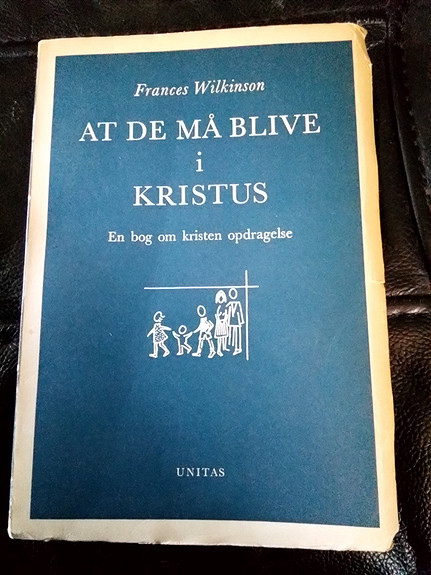 Frances Wilkinson
AT DE MÅ BLIVE
i
KRISTUS
En bog om kristen opdragelse
UNITAS